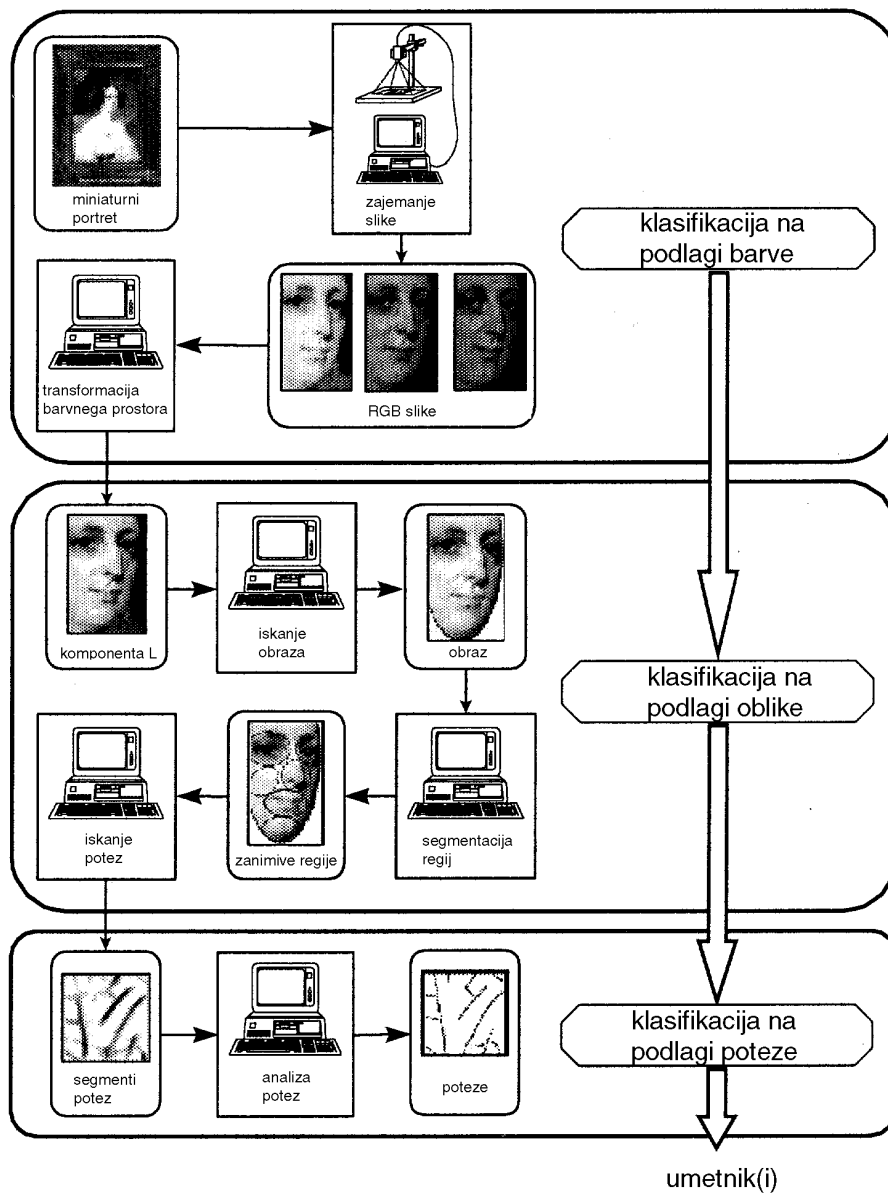 miniaturni
portret
zajemanje
slike
klasifikacija na
podlagi barve
transformacija
barvnega prostora
RGB slike
komponenta L
iskanje
obraza
obraz
klasifikacija na
podlagi oblike
iskanje
potez
zanimive regije
segmentacija
regij
segmenti
potez
analiza
potez
poteze
klasifikacija na
podlagi poteze
umetnik(i)